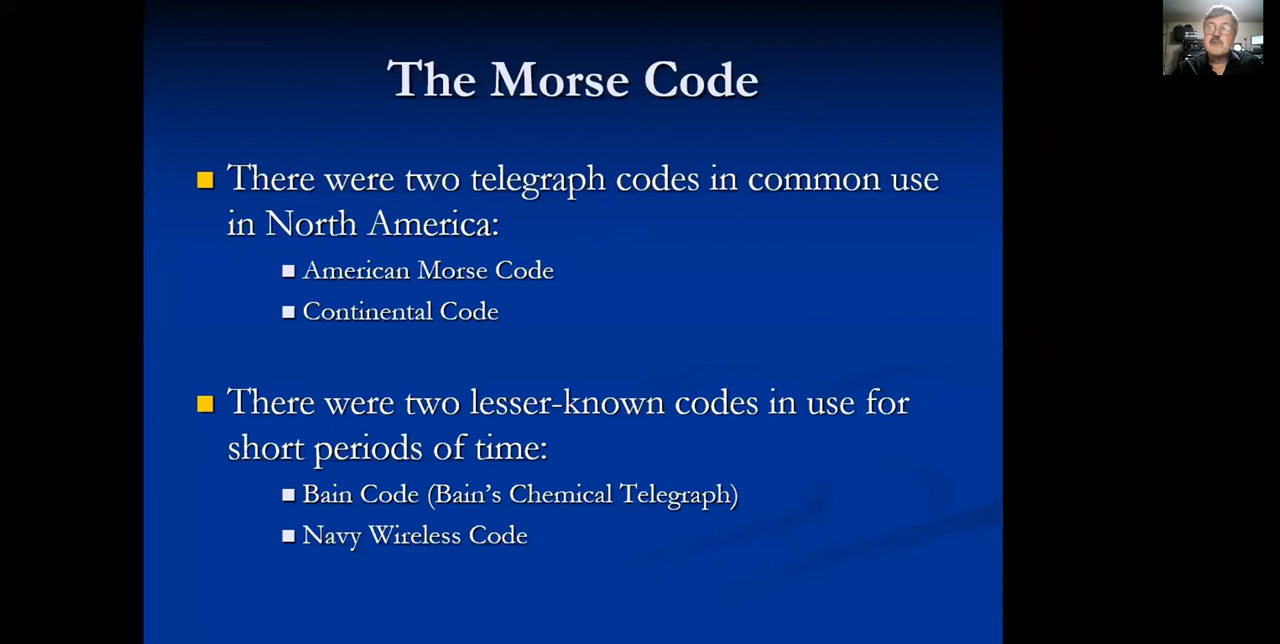 The Morse Code
There were two telegraph codes in common use
in North America:
American Morse Code
Continental Code
There were two lesser-known codes in use for
short periods of time:
Bain Code (Bain's Chemical Telegraph)
Navy Wireless Code